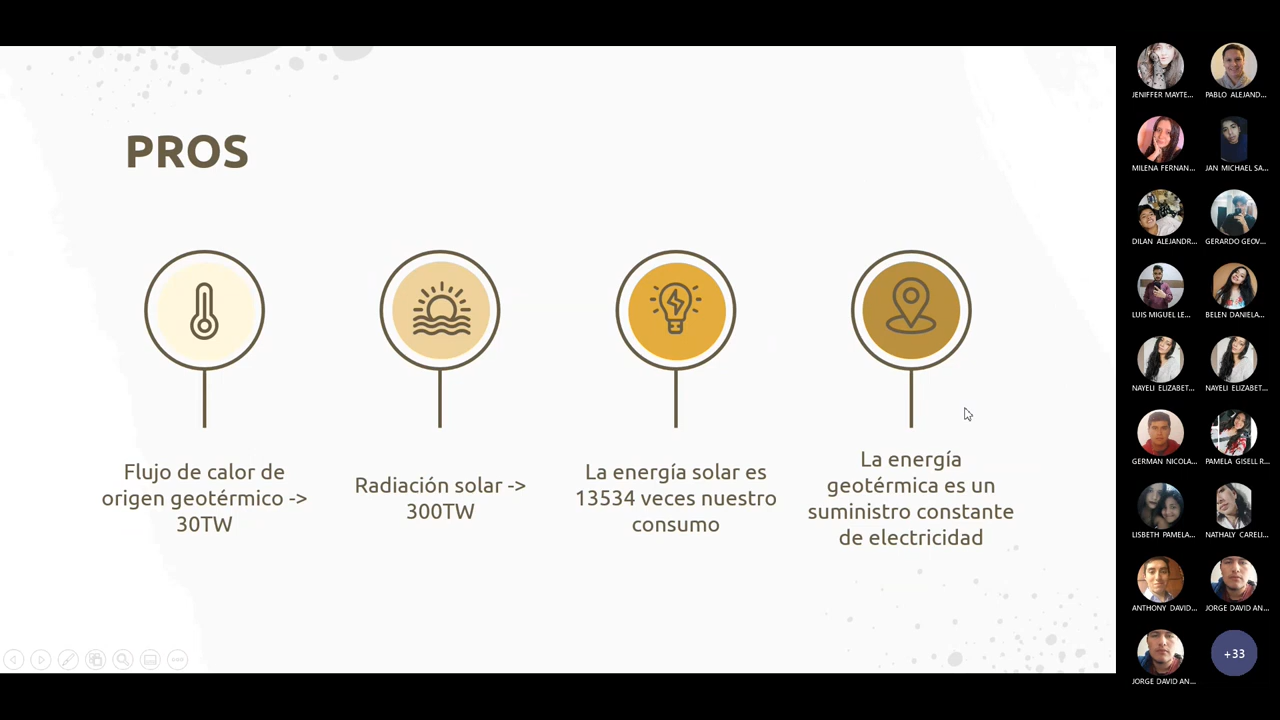 PROS
Flujo de calor de
origen geotérmico ->
30TW
Radiación solar ->
300TW
La energía solar es
13534 veces nuestro
consumo
La energía
geotérmica es un
suministro constante
de electricidad
JENIFFER MAYTE...
PABLO ALEJAND...
MILENA FERNAN...
JAN MICHAEL SA...
DILAN ALEJANDR...
GERARDO GEOV...
LUIS MIGUEL LE...
BELEN DANIELA...
NAYELI ELIZABET...
NAYELI ELIZABET...
GERMAN NICOLA...
PAMELA GISELL R...
LISBETH PAMELA...
NATHALY CARELI...
ANTHONY DAVID...
JORGE DAVID AN...
JORGE DAVID AN...
+33